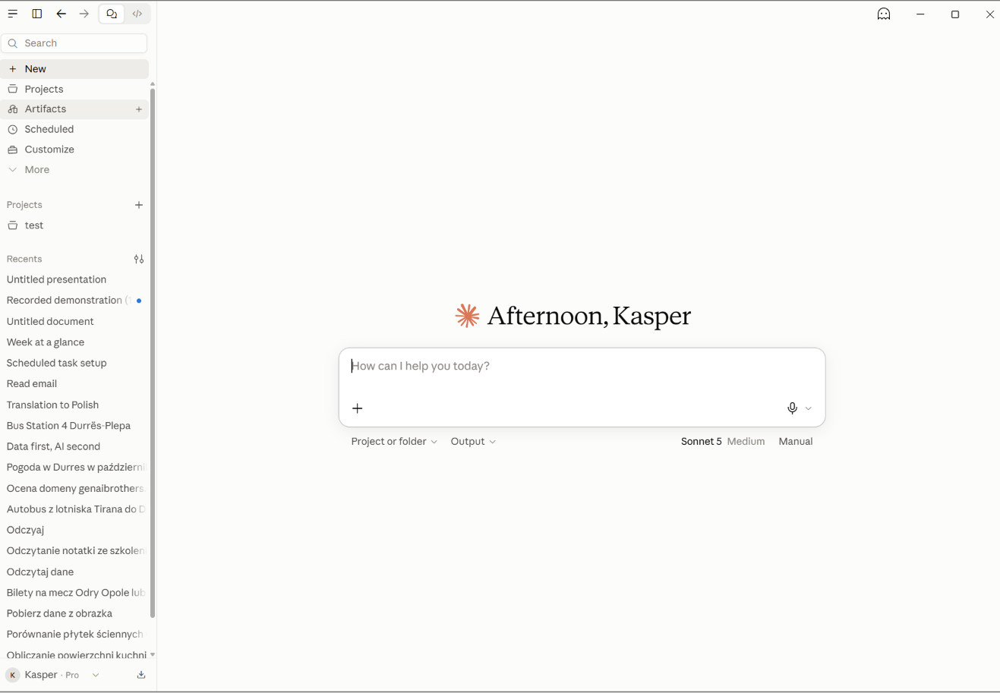 Search
New
Projects
Artifacts
Scheduled
Customize
More
Projects
test
Recents
Untitled presentation
Recorded demonstration
Untitled document
Week at a glance
Scheduled task setup
Read email
Translation to Polish
Bus Station 4 Durrës-Plepa
Data first, AI second
Pogoda w Durres w październi
Ocena domeny genaibrothers.
Autobus z lotniska Tirana do D
Odczyaj
Odczytanie notatki ze szkolen
Odczytaj dane
Bilety na mecz Odry Opole lub
Pobierz dane z obrazka
Porównanie płytek ściennych
Obliczanie powierzchni kuchni
K Kasper · Pro
Afternoon, Kasper
How can I help you today?
Project or folder Output Sonnet 5 Medium Manual